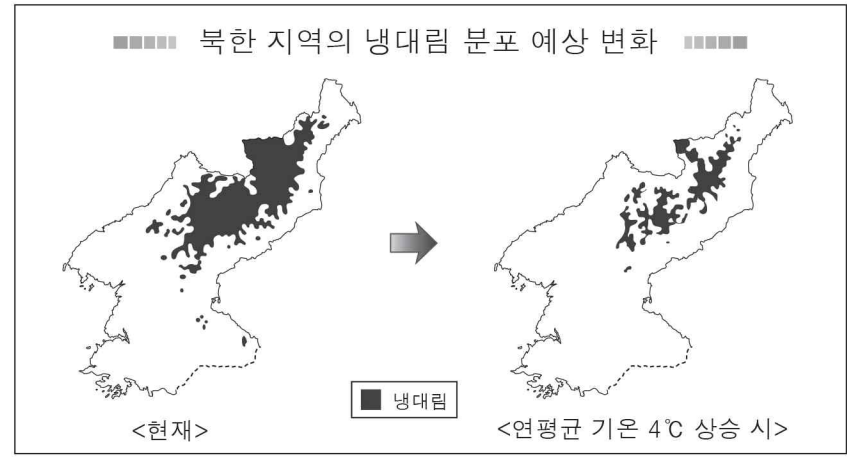 북한 지역의 냉대림 분포 예상 변화
냉대림
<현재>
<연평균 기온 4℃ 상승 시>